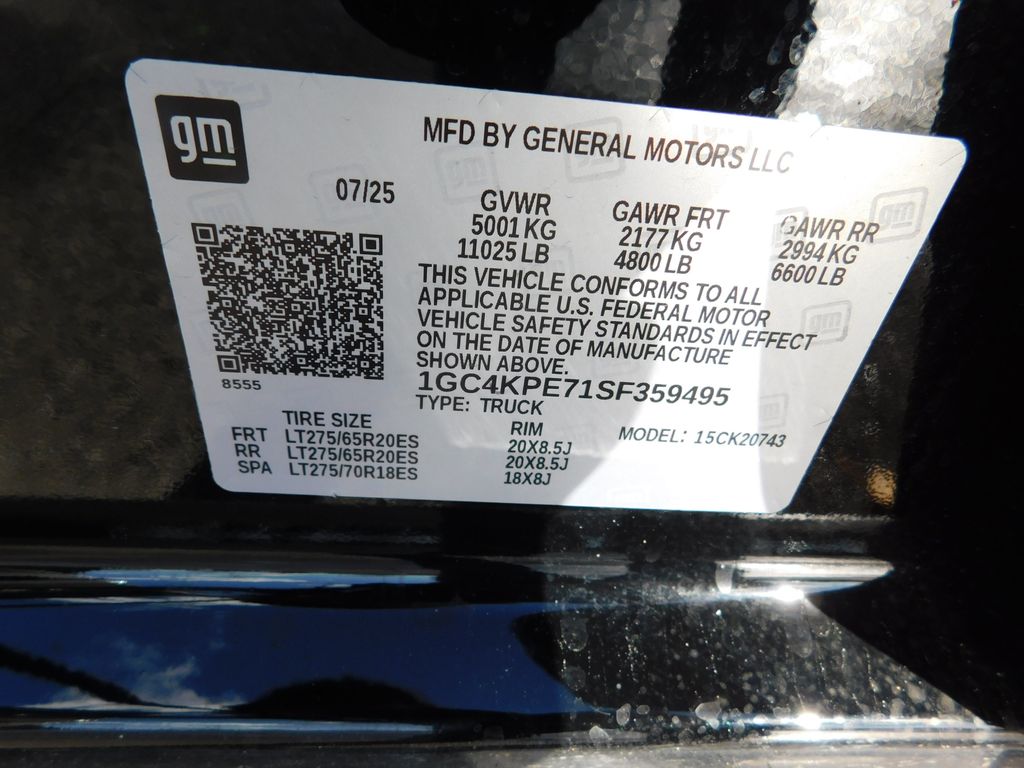 gm
MFD BY GENERAL MOTORS LLC
07/25
GVWR GAWR FRT GAWR RR
5001 KG 2177 KG 2994 KG
11025 LB 4800 LB 6600 LB
THIS VEHICLE CONFORMS TO ALL
APPLICABLE U.S. FEDERAL MOTOR
VEHICLE SAFETY STANDARDS IN EFFECT
ON THE DATE OF MANUFACTURE
SHOWN ABOVE.
8555
1GC4KPE71SF359495
TYPE: TRUCK
TIRE SIZE RIM MODEL: 15CK20743
FRT LT275/65R20ES 20X8.5J
RR LT275/65R20ES 20X8.5J
SPA LT275/70R18ES 18X8J